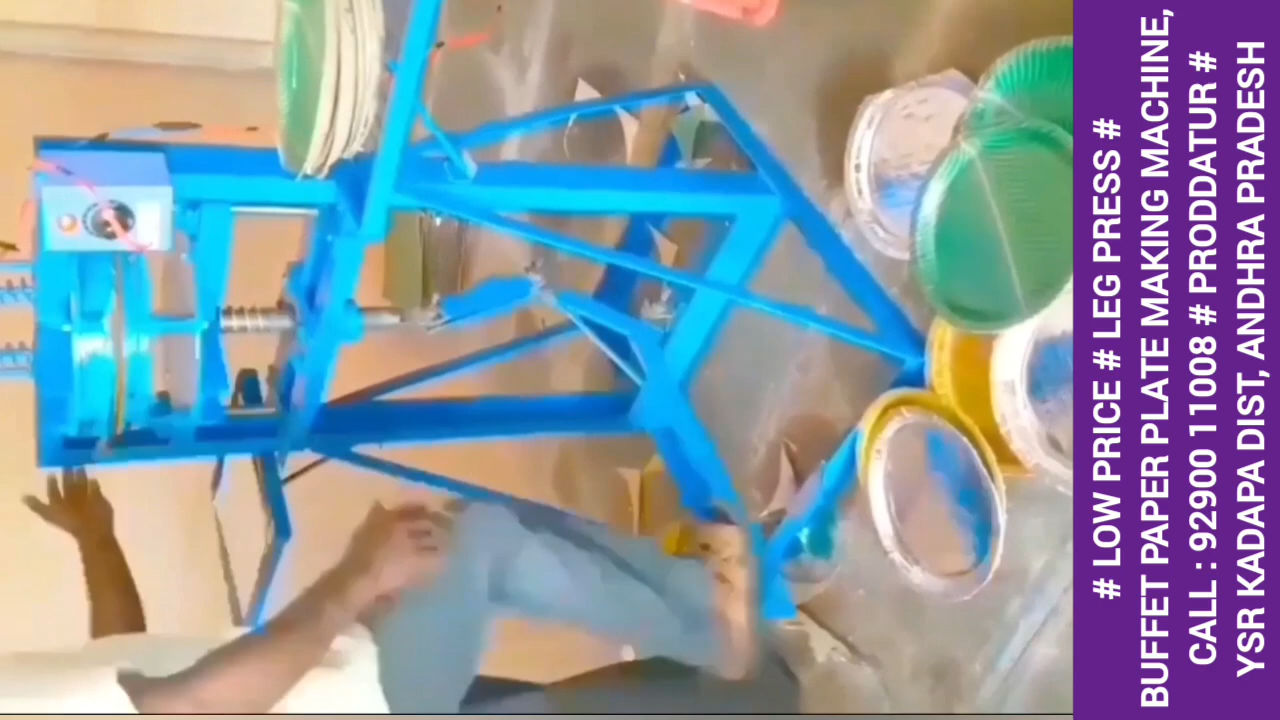 # LOW PRICE # LEG PRESS #
BUFFET PAPER PLATE MAKING MACHINE,
CALL : 92900 11008 # PRODDATUR #
YSR KADAPA DIST, ANDHRA PRADESH